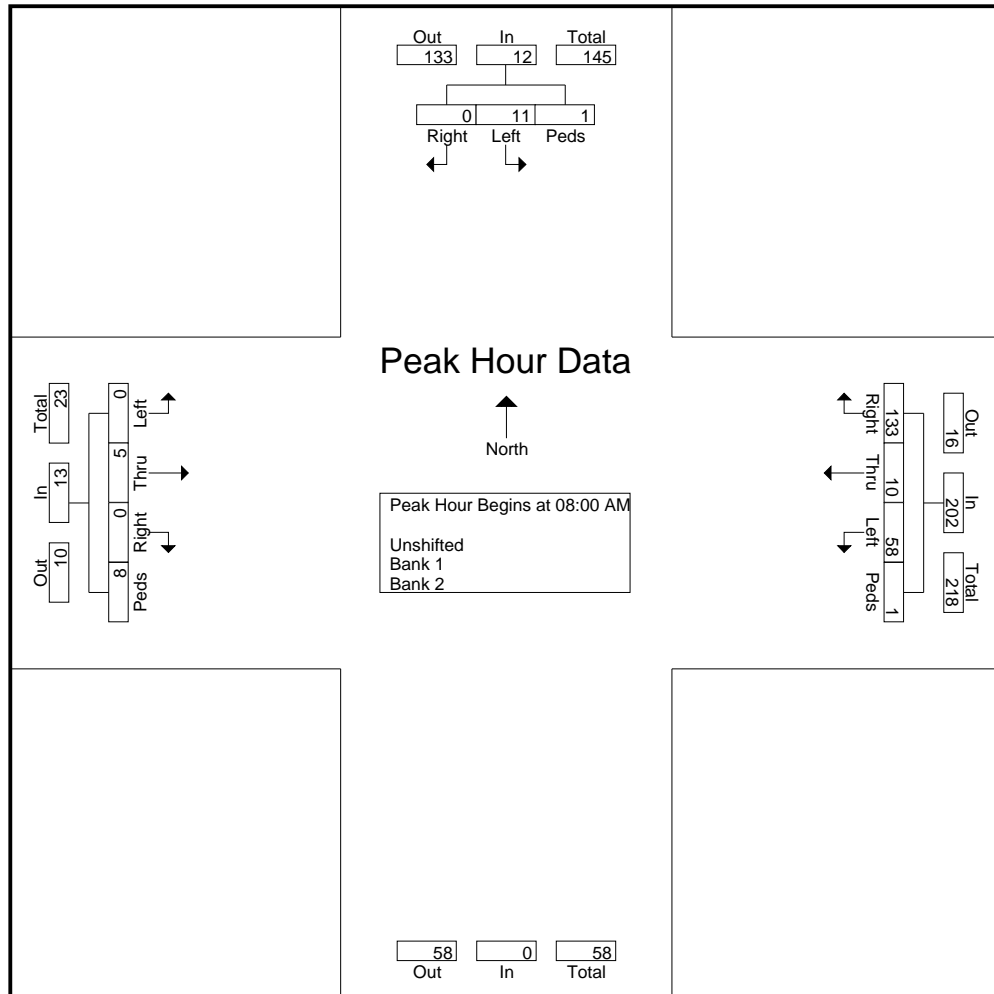 Out In Total
133 12 145
0 11 1
Right Left Peds
Peak Hour Data
North
Peak Hour Begins at 08:00 AM
Unshifted
Bank 1
Bank 2
Total In Out
23 13 10
0 5 0 8
Left Thru Right Peds
Right Thru Left Peds
133 10 58 1
Out In Total
16 202 218
58 0 58
Out In Total